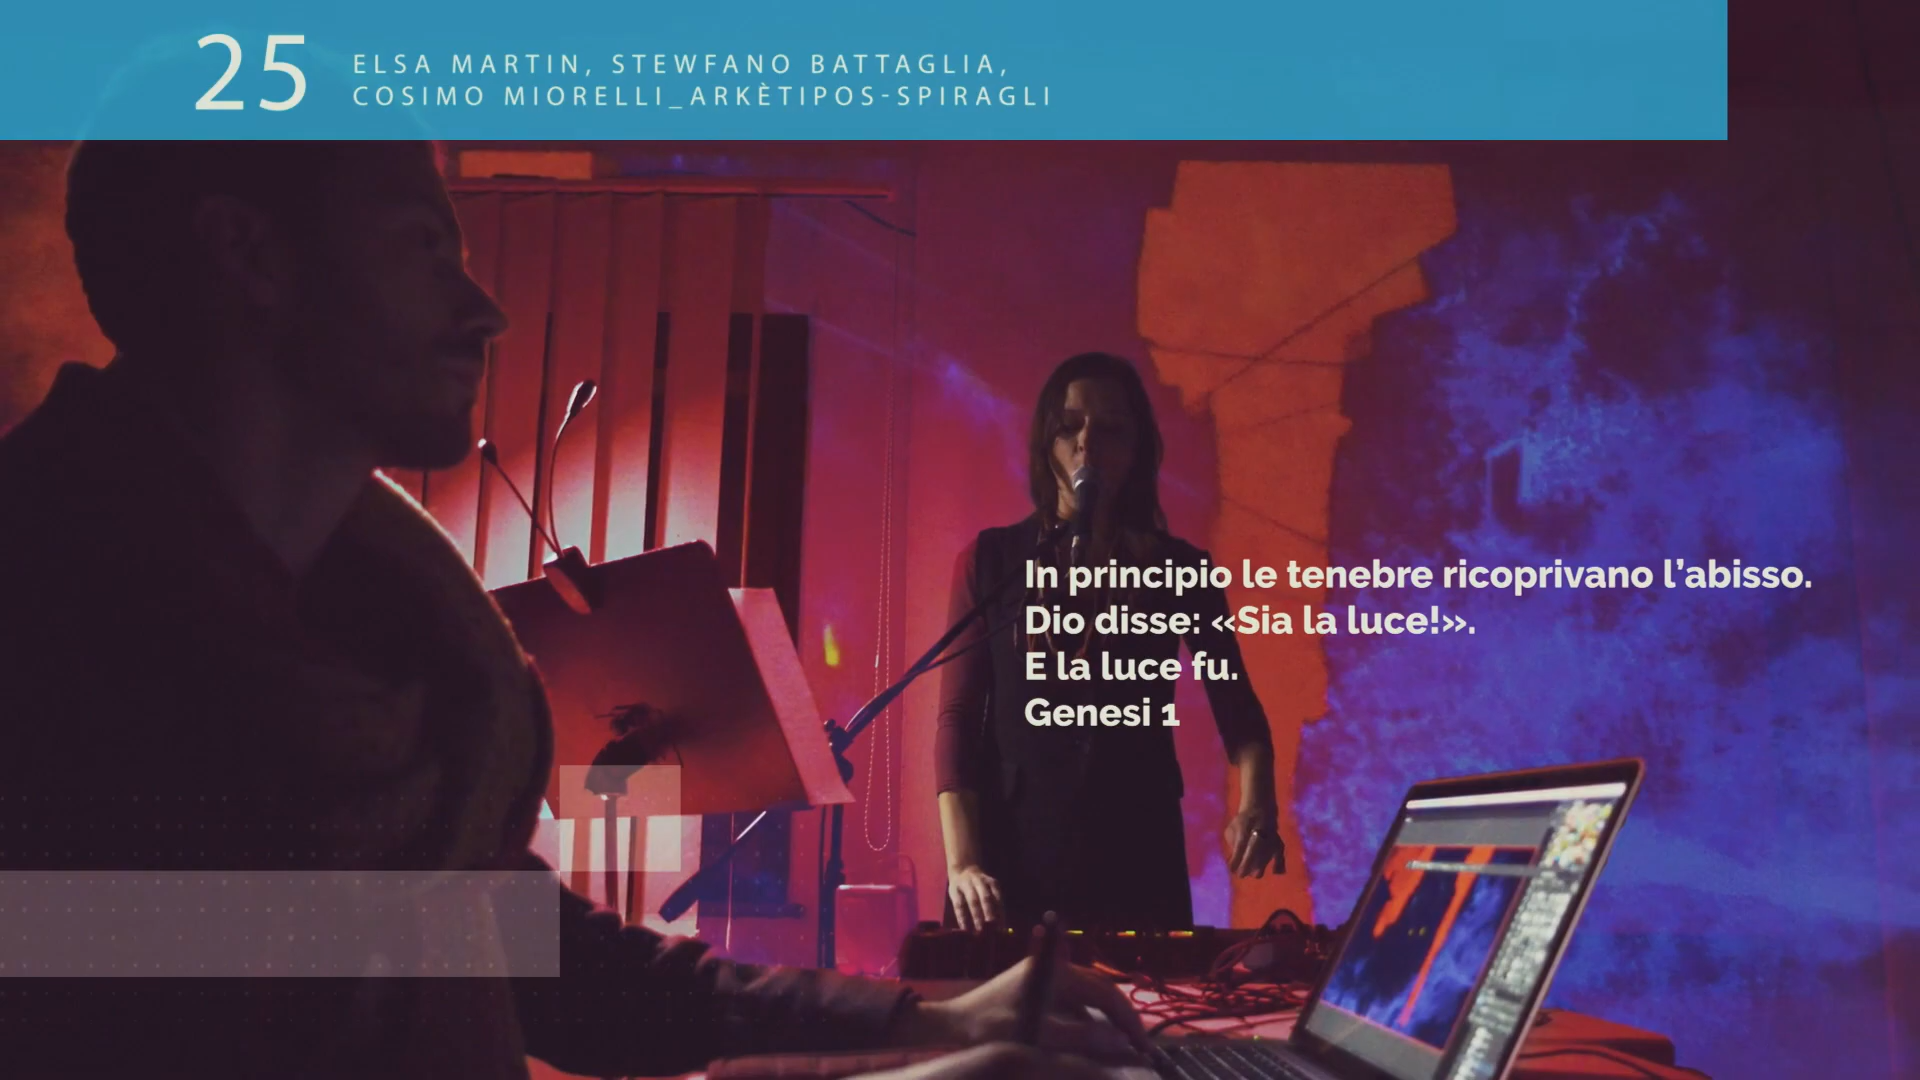 25
ELSA MARTIN, STEWFANO BATTAGLIA,
COSIMO MIORELLI_ARKÈTIPOS-SPIRAGLI
In principio le tenebre ricoprivano l’abisso.
Dio disse: «Sia la luce!».
E la luce fu.
Genesi 1